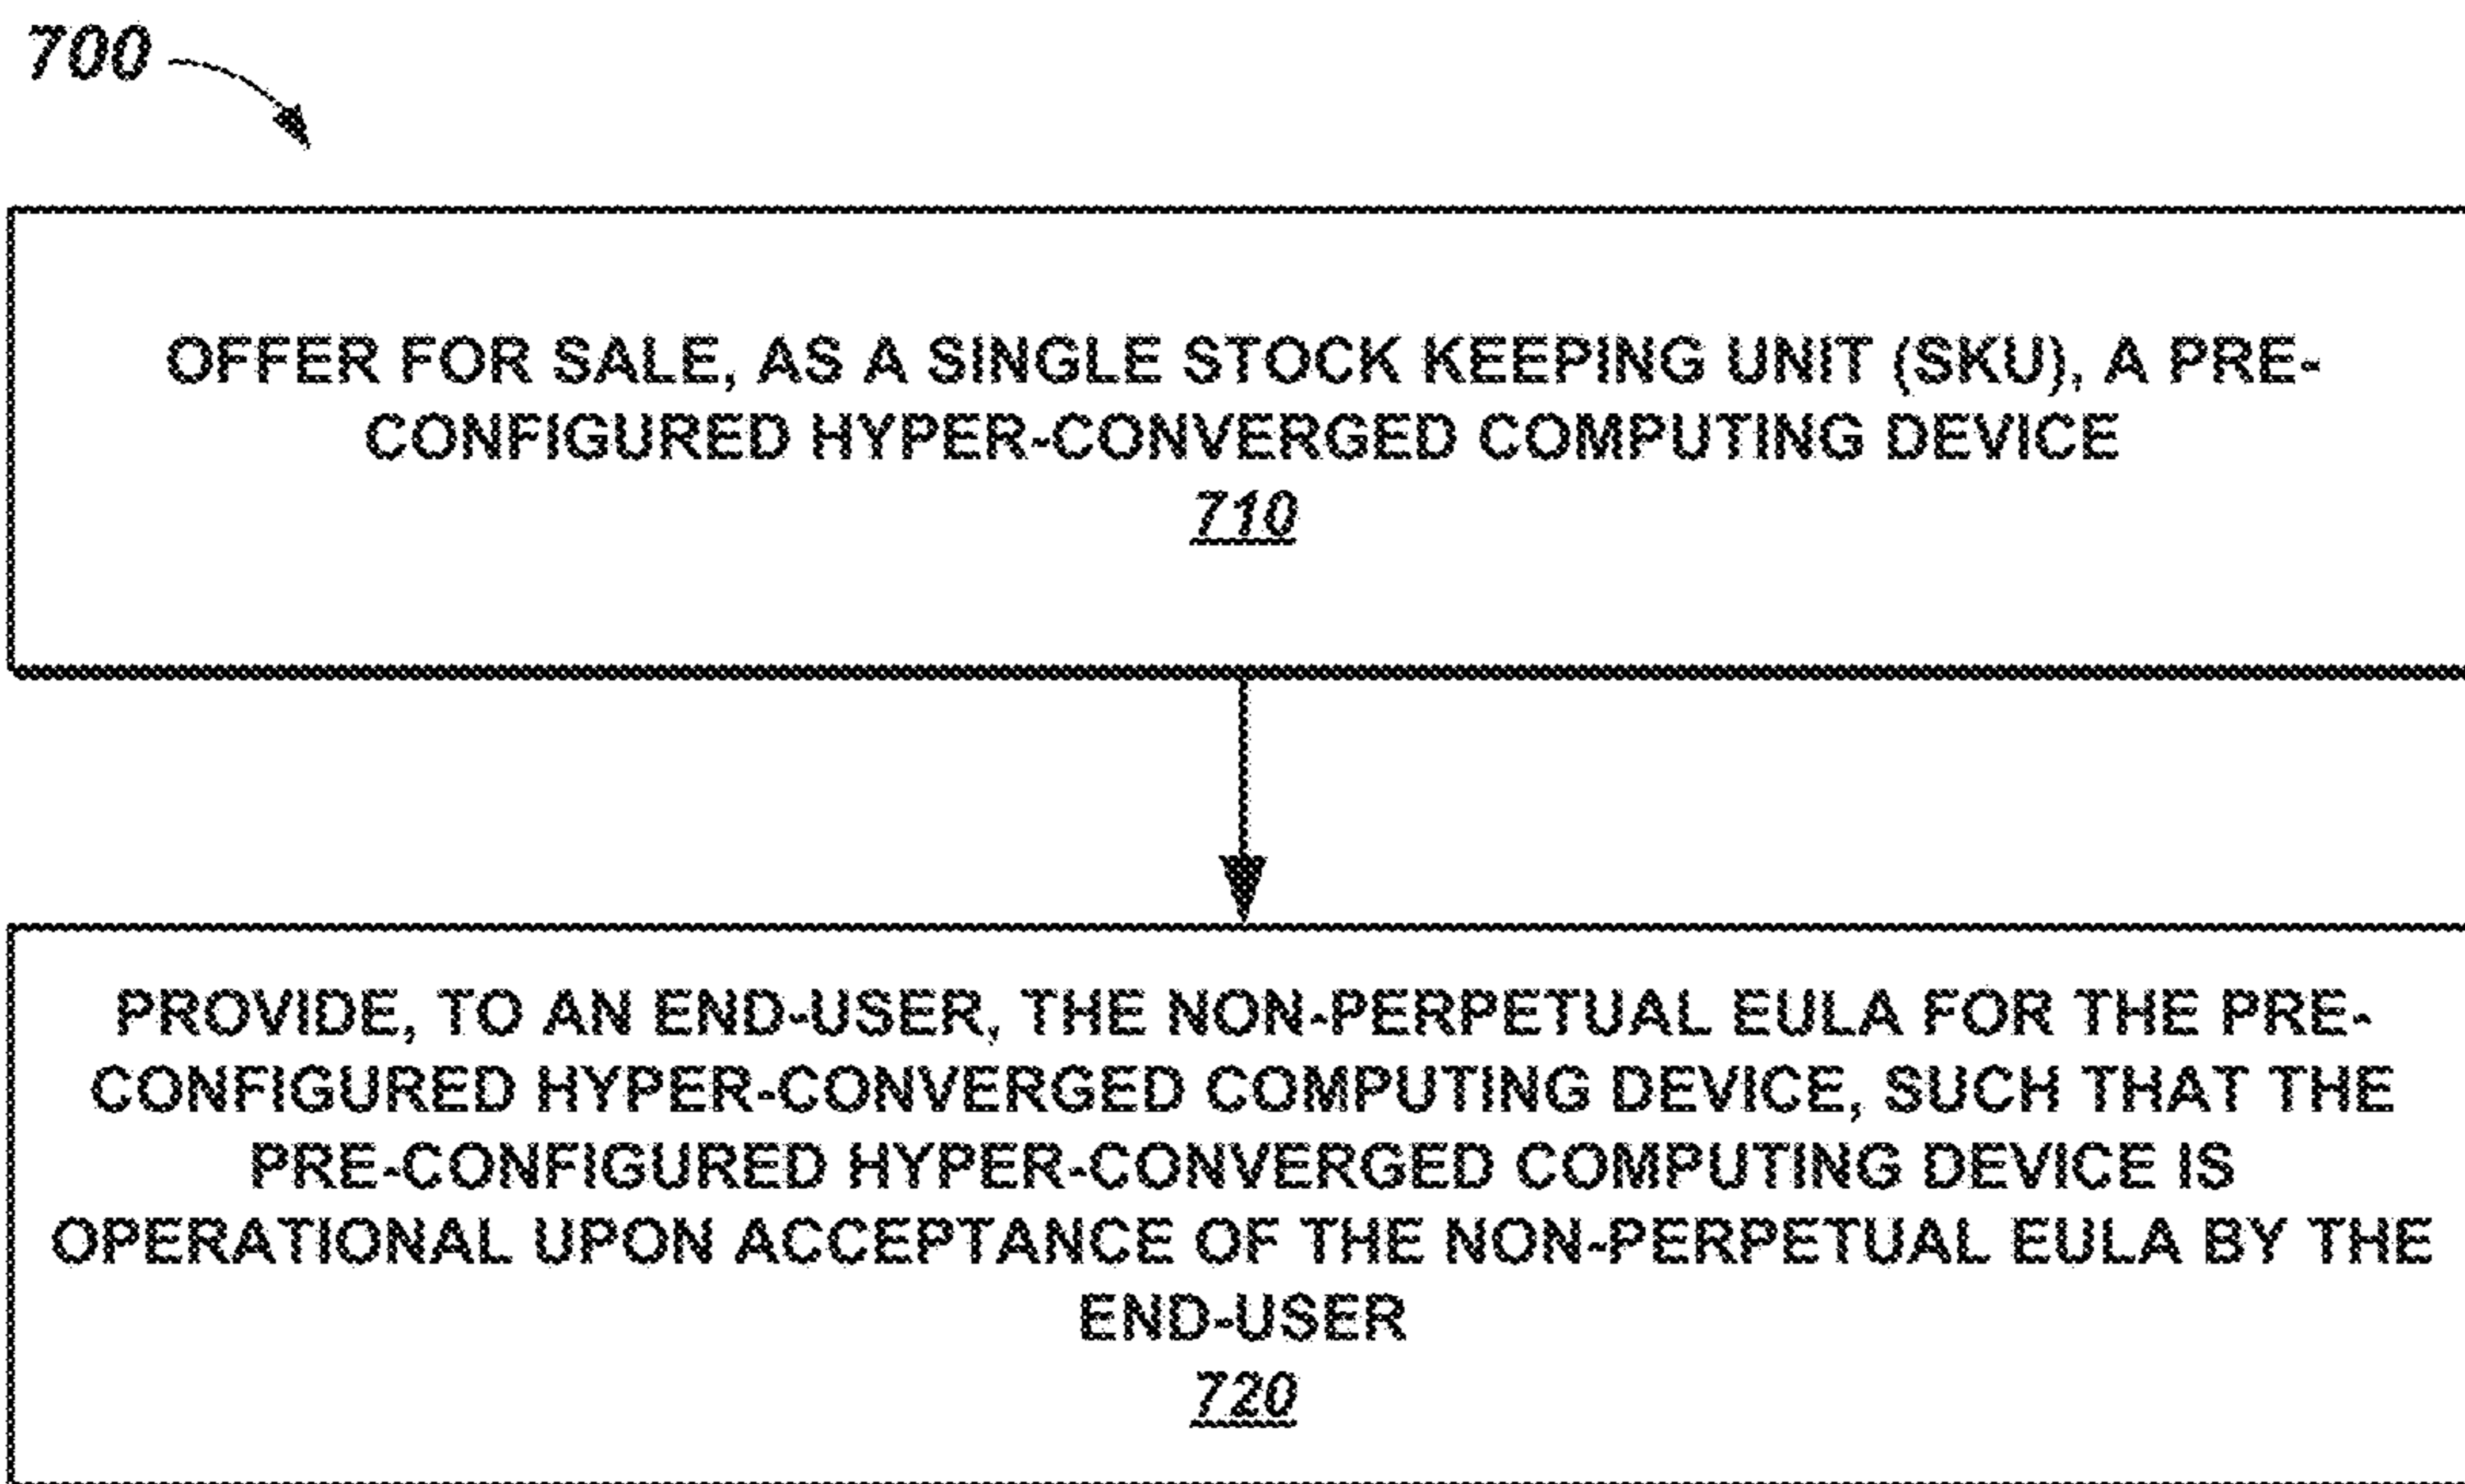 700
OFFER FOR SALE, AS A SINGLE STOCK KEEPING UNIT (SKU), A PRE-
CONFIGURED HYPER-CONVERGED COMPUTING DEVICE
710
PROVIDE, TO AN END-USER, THE NON-PERPETUAL EULA FOR THE PRE-
CONFIGURED HYPER-CONVERGED COMPUTING DEVICE, SUCH THAT THE
PRE-CONFIGURED HYPER-CONVERGED COMPUTING DEVICE IS
OPERATIONAL UPON ACCEPTANCE OF THE NON-PERPETUAL EULA BY THE
END-USER
720